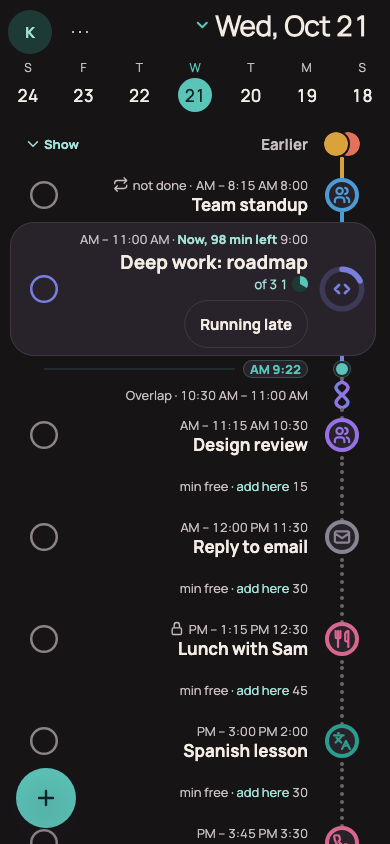 K ··· Wed, Oct 21
S F T W T M S
24 23 22 21 20 19 18
Show Earlier
not done · AM – 8:15 AM 8:00
Team standup
AM – 11:00 AM · Now, 98 min left 9:00
Deep work: roadmap
of 3 1
Running late
AM 9:22
Overlap · 10:30 AM – 11:00 AM
AM – 11:15 AM 10:30
Design review
min free · add here 15
AM – 12:00 PM 11:30
Reply to email
min free · add here 30
PM – 1:15 PM 12:30
Lunch with Sam
min free · add here 45
PM – 3:00 PM 2:00
Spanish lesson
min free · add here 30
PM – 3:45 PM 3:30